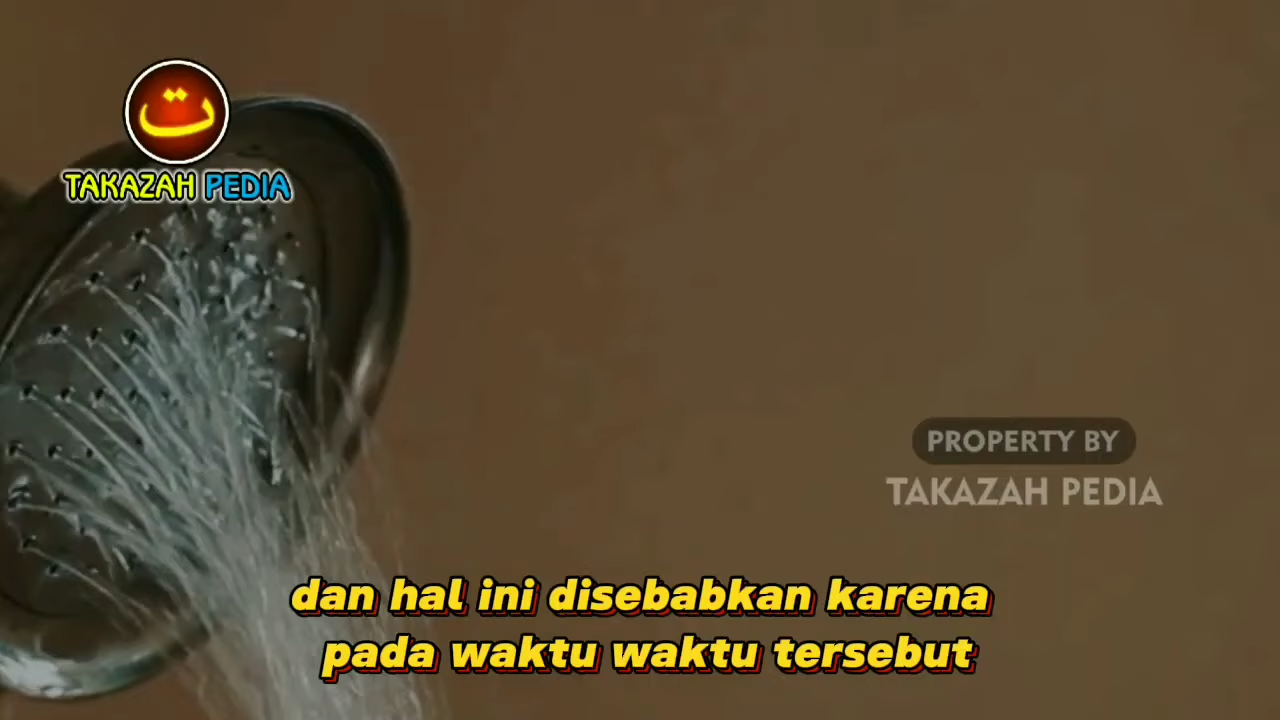 ت
TAKAZAH PEDIA
PROPERTY BY
TAKAZAH PEDIA
dan hal ini disebabkan karena
pada waktu waktu tersebut